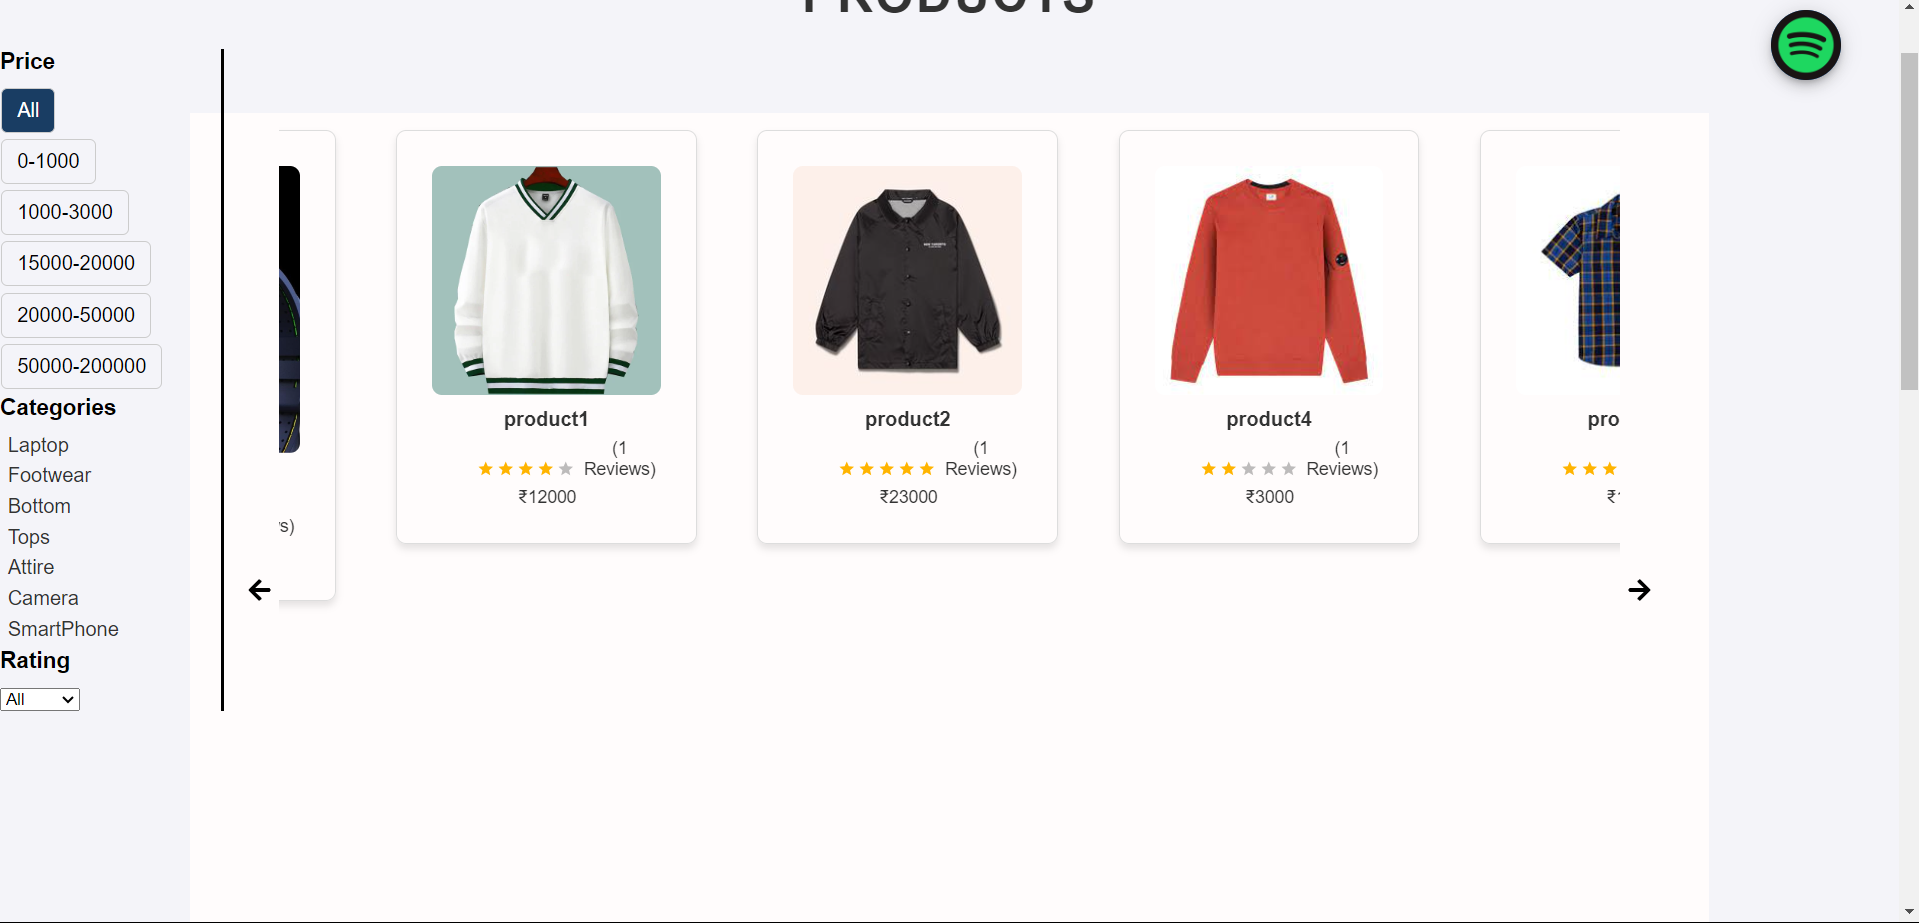 PRODUCTS
Price
All
0-1000
1000-3000
15000-20000
20000-50000
50000-200000
Categories
Laptop
Footwear
Bottom
Tops
Attire
Camera
SmartPhone
Rating
All
s)
product1
(1
Reviews)
₹12000
product2
(1
Reviews)
₹23000
product4
(1
Reviews)
₹3000
pro